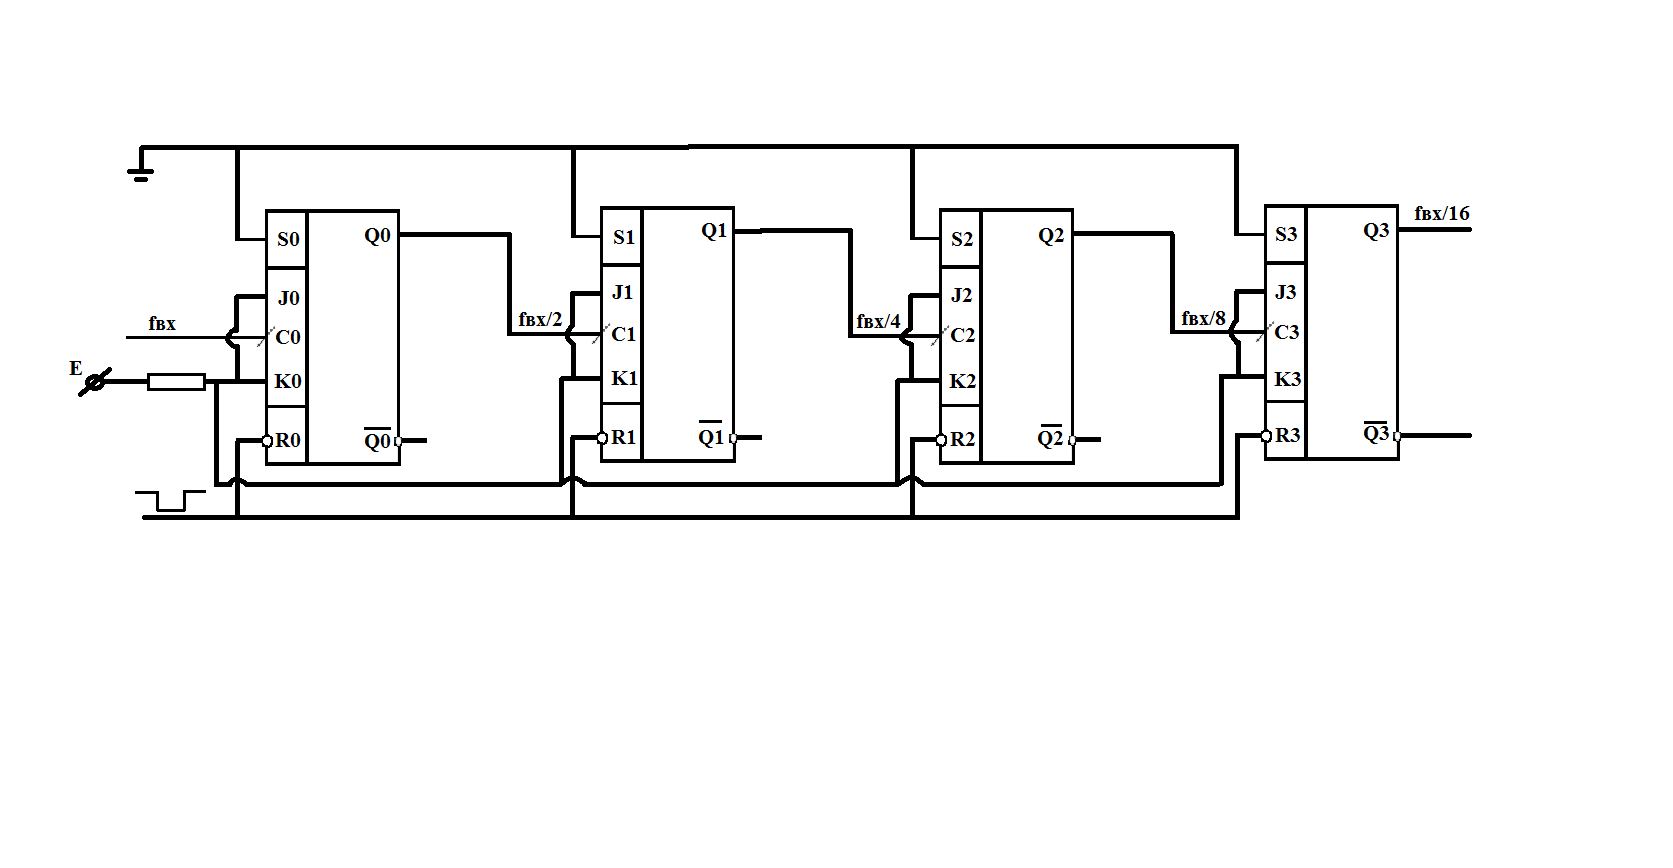 fвх/16
S0 Q0
S1 Q1
S2 Q2
S3 Q3
J0
J1
J2
J3
fвх
C0
fвх/2
C1
fвх/4
C2
fвх/8
C3
E
K0
K1
K2
K3
R0 Q0
R1 Q1
R2 Q2
R3 Q3